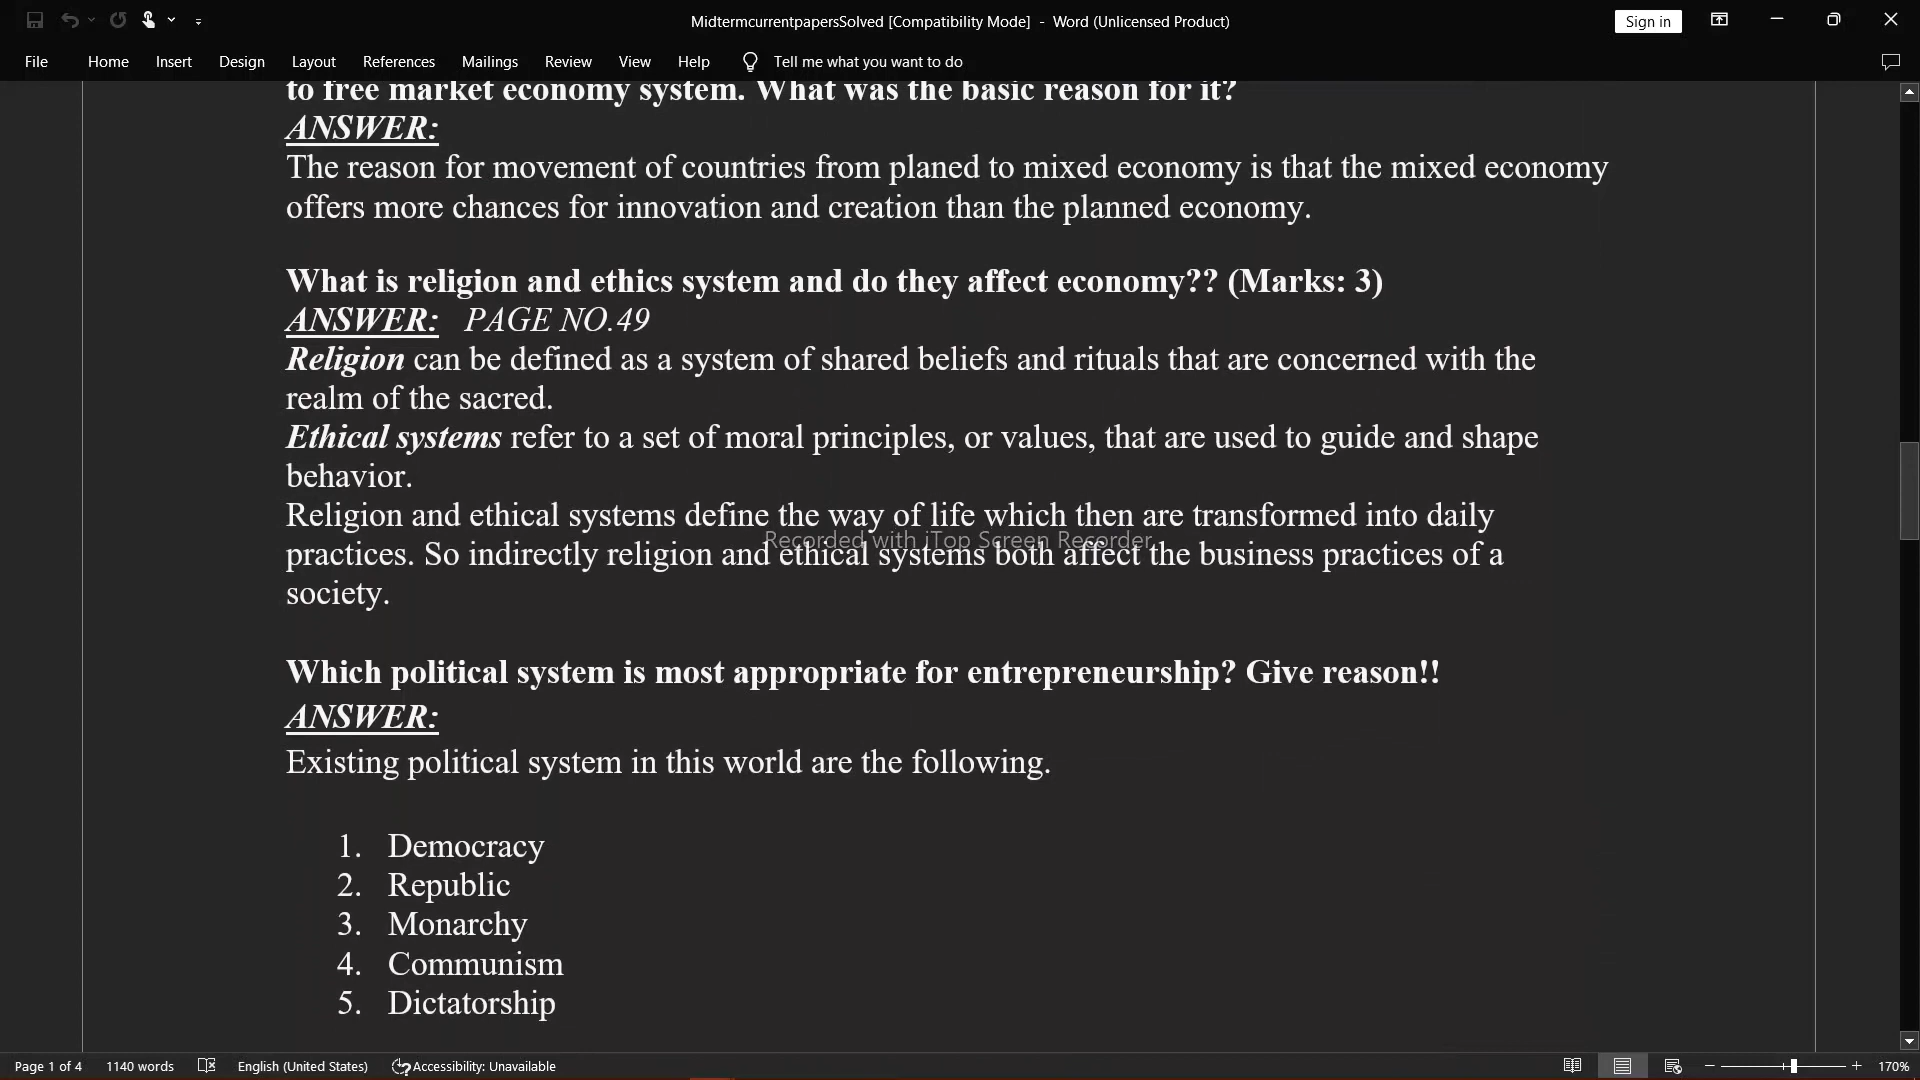 MidtermcurrentpapersSolved [Compatibility Mode] - Word (Unlicensed Product)
Sign in
File Home Insert Design Layout References Mailings Review View Help Tell me what you want to do
to free market economy system. What was the basic reason for it?
ANSWER:
The reason for movement of countries from planed to mixed economy is that the mixed economy
offers more chances for innovation and creation than the planned economy.
What is religion and ethics system and do they affect economy?? (Marks: 3)
ANSWER: PAGE NO.49
Religion can be defined as a system of shared beliefs and rituals that are concerned with the
realm of the sacred.
Ethical systems refer to a set of moral principles, or values, that are used to guide and shape
behavior.
Religion and ethical systems define the way of life which then are transformed into daily
Recorded with iTop Screen Recorder
practices. So indirectly religion and ethical systems both affect the business practices of a
society.
Which political system is most appropriate for entrepreneurship? Give reason!!
ANSWER:
Existing political system in this world are the following.
1. Democracy
2. Republic
3. Monarchy
4. Communism
5. Dictatorship
Page 1 of 4 1140 words English (United States) Accessibility: Unavailable 170%